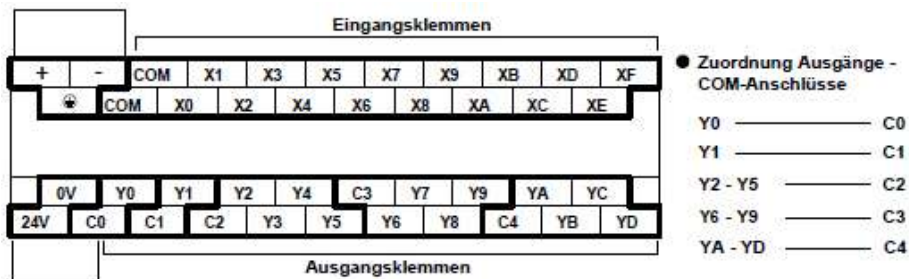 Eingangsklemmen
+ - COM X1 X3 X5 X7 X9 XB XD XF
COM X0 X2 X4 X6 X8 XA XC XE
0V Y0 Y1 Y2 Y4 C3 Y7 Y9 YA YC
24V C0 C1 C2 Y3 Y5 Y6 Y8 C4 YB YD
Ausgangsklemmen
● Zuordnung Ausgänge -
COM-Anschlüsse
Y0 C0
Y1 C1
Y2 - Y5 C2
Y6 - Y9 C3
YA - YD C4